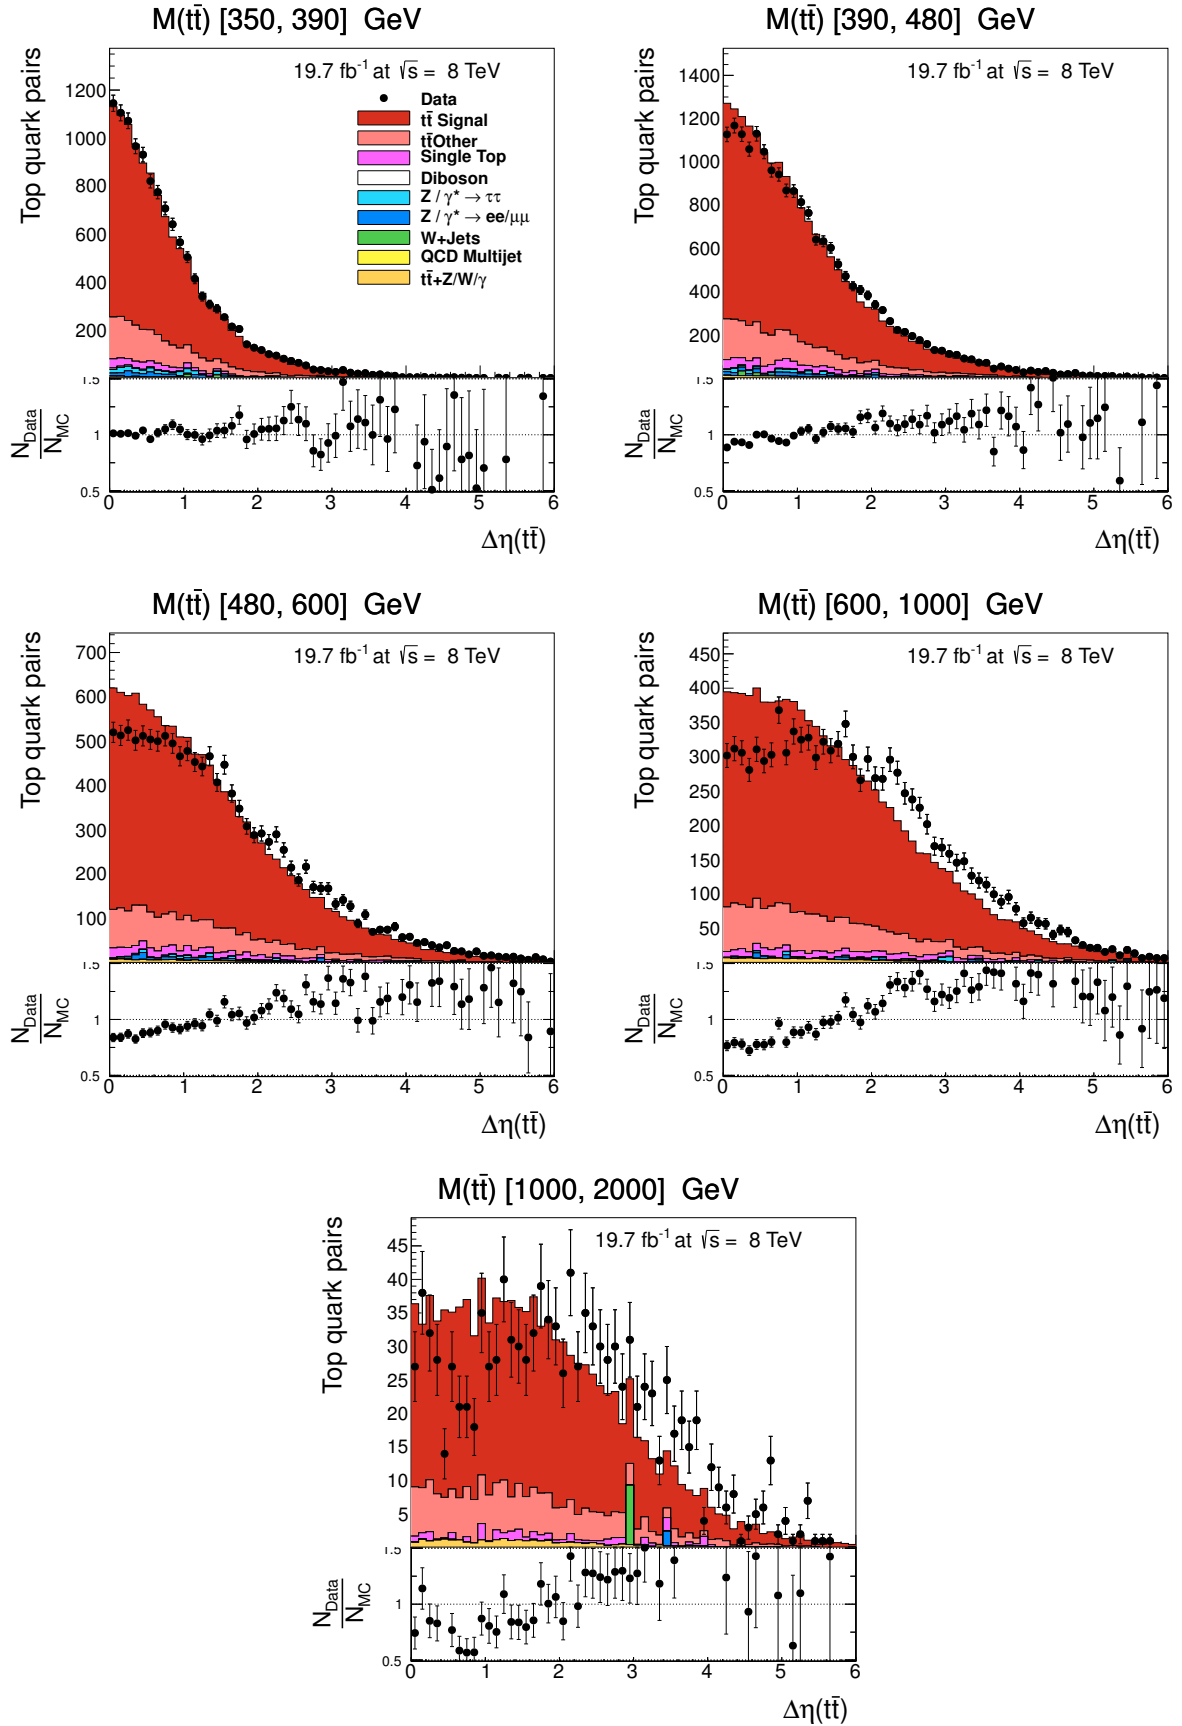 M(tt̄) [350, 390] GeV
Top quark pairs
19.7 fb⁻¹ at √s = 8 TeV
Data
tt̄ Signal
tt̄Other
Single Top
Diboson
Z / γ* → ττ
Z / γ* → ee/μμ
W+Jets
QCD Multijet
tt̄+Z/W/γ
1200
1000
800
600
400
200
N_Data
N_MC
1.5
1
0.5
0 1 2 3 4 5 6
Δη(tt̄)
M(tt̄) [390, 480] GeV
Top quark pairs
19.7 fb⁻¹ at √s = 8 TeV
1400
1200
1000
800
600
400
200
N_Data
N_MC
1.5
1
0.5
0 1 2 3 4 5 6
Δη(tt̄)
M(tt̄) [480, 600] GeV
Top quark pairs
19.7 fb⁻¹ at √s = 8 TeV
700
600
500
400
300
200
100
N_Data
N_MC
1.5
1
0.5
0 1 2 3 4 5 6
Δη(tt̄)
M(tt̄) [600, 1000] GeV
Top quark pairs
19.7 fb⁻¹ at √s = 8 TeV
450
400
350
300
250
200
150
100
50
N_Data
N_MC
1.5
1
0.5
0 1 2 3 4 5 6
Δη(tt̄)
M(tt̄) [1000, 2000] GeV
Top quark pairs
19.7 fb⁻¹ at √s = 8 TeV
45
40
35
30
25
20
15
10
5
N_Data
N_MC
1.5
1
0.5
0 1 2 3 4 5 6
Δη(tt̄)